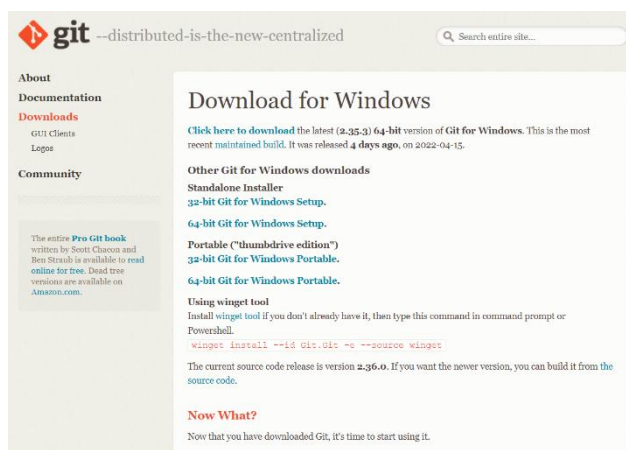 git --distributed-is-the-new-centralized
Search entire site...
About
Documentation
Downloads
GUI Clients
Logos
Community
The entire Pro Git book
written by Scott Chacon and
Ben Straub is available to read
online for free. Dead tree
versions are available on
Amazon.com.
Download for Windows
Click here to download the latest (2.35.3) 64-bit version of Git for Windows. This is the most
recent maintained build. It was released 4 days ago, on 2022-04-15.
Other Git for Windows downloads
Standalone Installer
32-bit Git for Windows Setup.
64-bit Git for Windows Setup.
Portable ("thumbdrive edition")
32-bit Git for Windows Portable.
64-bit Git for Windows Portable.
Using winget tool
Install winget tool if you don't already have it, then type this command in command prompt or
Powershell.
winget install --id Git.Git -e --source winget
The current source code release is version 2.36.0. If you want the newer version, you can build it from the
source code.
Now What?
Now that you have downloaded Git, it's time to start using it.